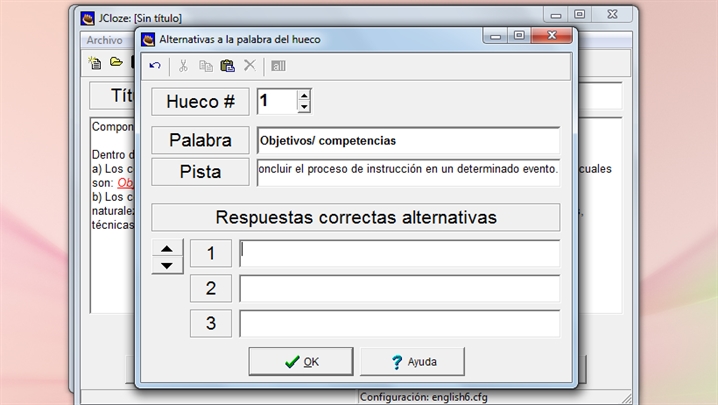 JCloze: [Sin título]
Archivo
Alternativas a la palabra del hueco
all
Hueco # 1
Palabra Objetivos/ competencias
Pista oncluir el proceso de instrucción en un determinado evento.
Respuestas correctas alternativas
1
2
3
OK Ayuda
Compon
Dentro d
a) Los c cuales
son: Ob
b) Los c
naturalez
técnicas
Configuración: english6.cfg